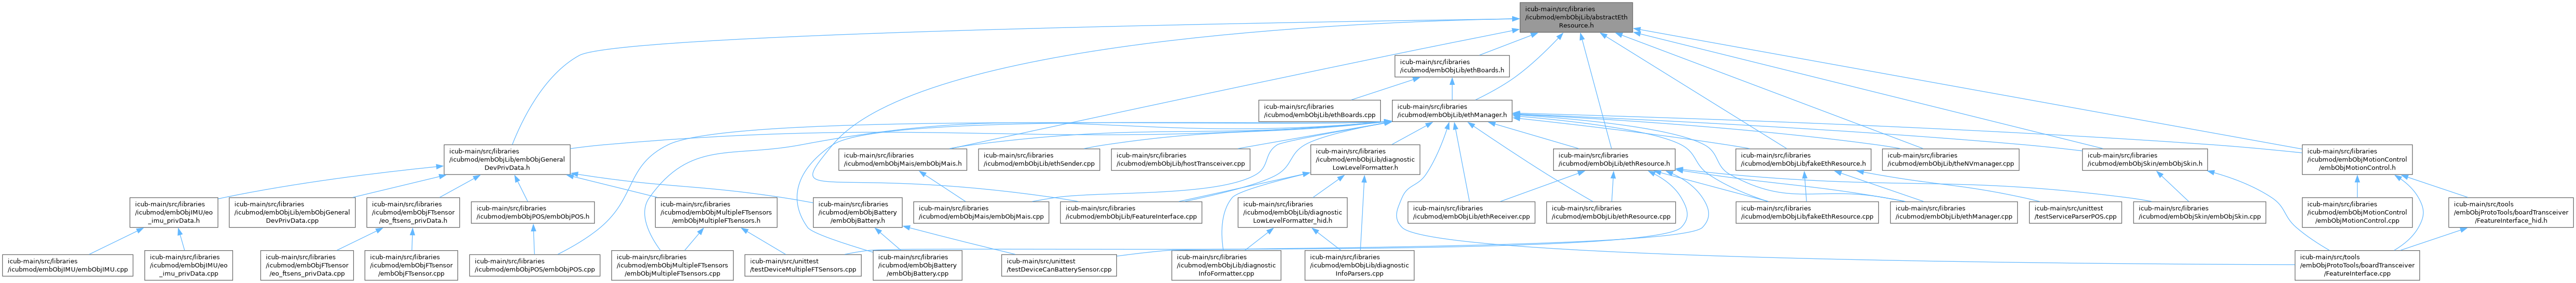 icub-main/src/libraries
/icubmod/embObjLib/abstractEth
Resource.h
icub-main/src/libraries
/icubmod/embObjLib/ethBoards.h
icub-main/src/libraries
/icubmod/embObjLib/ethBoards.cpp
icub-main/src/libraries
/icubmod/embObjLib/ethManager.h
icub-main/src/libraries
/icubmod/embObjLib/embObjGeneral
DevPrivData.h
icub-main/src/libraries
/icubmod/embObjMais/embObjMais.h
icub-main/src/libraries
/icubmod/embObjLib/ethSender.cpp
icub-main/src/libraries
/icubmod/embObjLib/hostTransceiver.cpp
icub-main/src/libraries
/icubmod/embObjLib/diagnostic
LowLevelFormatter.h
icub-main/src/libraries
/icubmod/embObjLib/ethResource.h
icub-main/src/libraries
/icubmod/embObjLib/fakeEthResource.h
icub-main/src/libraries
/icubmod/embObjLib/theNVmanager.cpp
icub-main/src/libraries
/icubmod/embObjSkin/embObjSkin.h
icub-main/src/libraries
/icubmod/embObjMotionControl
/embObjMotionControl.h
icub-main/src/libraries
/icubmod/embObjIMU/eo
_imu_privData.h
icub-main/src/libraries
/icubmod/embObjLib/embObjGeneral
DevPrivData.cpp
icub-main/src/libraries
/icubmod/embObjFTsensor
/eo_ftsens_privData.h
icub-main/src/libraries
/icubmod/embObjPOS/embObjPOS.h
icub-main/src/libraries
/icubmod/embObjMultipleFTsensors
/embObjMultipleFTsensors.h
icub-main/src/libraries
/icubmod/embObjBattery
/embObjBattery.h
icub-main/src/libraries
/icubmod/embObjMais/embObjMais.cpp
icub-main/src/libraries
/icubmod/embObjLib/FeatureInterface.cpp
icub-main/src/libraries
/icubmod/embObjLib/diagnostic
LowLevelFormatter_hid.h
icub-main/src/libraries
/icubmod/embObjLib/ethReceiver.cpp
icub-main/src/libraries
/icubmod/embObjLib/ethResource.cpp
icub-main/src/libraries
/icubmod/embObjLib/fakeEthResource.cpp
icub-main/src/libraries
/icubmod/embObjLib/ethManager.cpp
icub-main/src/unittest
/testServiceParserPOS.cpp
icub-main/src/libraries
/icubmod/embObjSkin/embObjSkin.cpp
icub-main/src/libraries
/icubmod/embObjMotionControl
/embObjMotionControl.cpp
icub-main/src/tools
/embObjProtoTools/boardTransceiver
/FeatureInterface_hid.h
icub-main/src/libraries
/icubmod/embObjIMU/embObjIMU.cpp
icub-main/src/libraries
/icubmod/embObjIMU/eo
_imu_privData.cpp
icub-main/src/libraries
/icubmod/embObjFTsensor
/eo_ftsens_privData.cpp
icub-main/src/libraries
/icubmod/embObjFTsensor
/embObjFTsensor.cpp
icub-main/src/libraries
/icubmod/embObjPOS/embObjPOS.cpp
icub-main/src/libraries
/icubmod/embObjMultipleFTsensors
/embObjMultipleFTsensors.cpp
icub-main/src/unittest
/testDeviceMultipleFTSensors.cpp
icub-main/src/libraries
/icubmod/embObjBattery
/embObjBattery.cpp
icub-main/src/unittest
/testDeviceCanBatterySensor.cpp
icub-main/src/libraries
/icubmod/embObjLib/diagnostic
InfoFormatter.cpp
icub-main/src/libraries
/icubmod/embObjLib/diagnostic
InfoParsers.cpp
icub-main/src/tools
/embObjProtoTools/boardTransceiver
/FeatureInterface.cpp